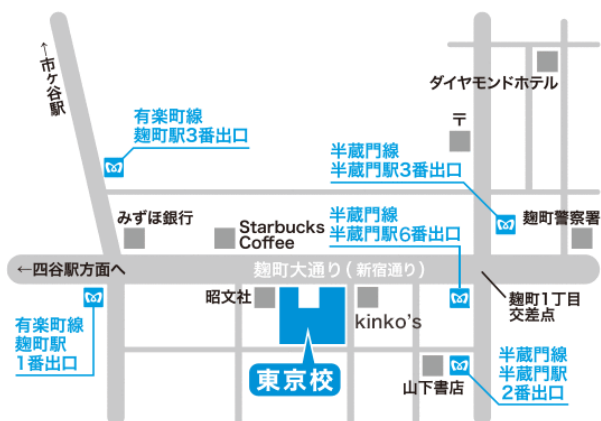 ←市ケ谷駅
有楽町線
麹町駅3番出口
ダイヤモンドホテル
〒
半蔵門線
半蔵門駅3番出口
みずほ銀行
Starbucks
Coffee
半蔵門線
半蔵門駅6番出口
麹町警察署
←四谷駅方面へ
麹町大通り(新宿通り)
昭文社
kinko's
麹町1丁目
交差点
有楽町線
麹町駅
1番出口
東京校
山下書店
半蔵門線
半蔵門駅
2番出口